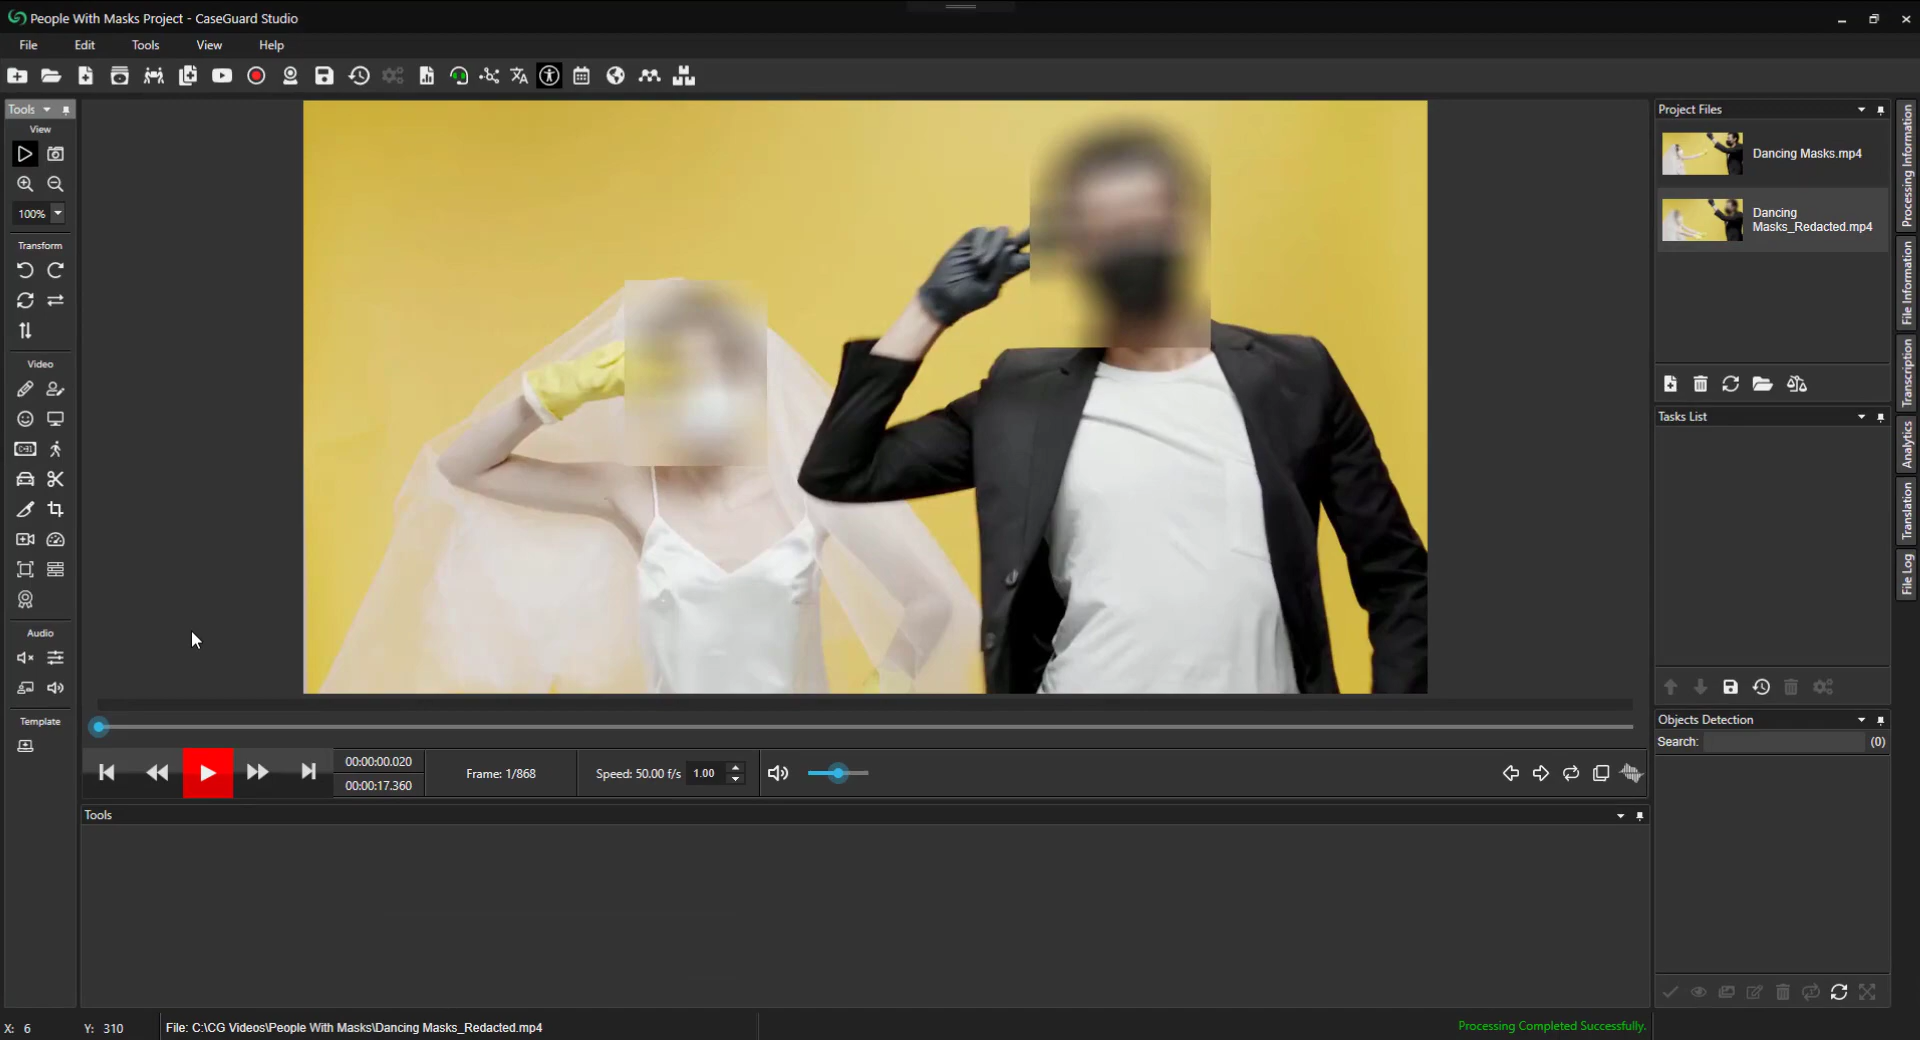 People With Masks Project - CaseGuard Studio
File
Edit
Tools
View
Help
Tools
View
100%
Transform
Video
Audio
Template
Project Files
Dancing Masks.mp4
Dancing
Masks_Redacted.mp4
Tasks List
Objects Detection
Search:
(0)
Processing Information
File Information
Transcription
Analytics
Translation
File Log
00:00:00.020
00:00:17.360
Frame: 1/868
Speed: 50.00 f/s
1.00
Tools
X: 6
Y: 310
File: C:\CG Videos\People With Masks\Dancing Masks_Redacted.mp4
Processing Completed Successfully.